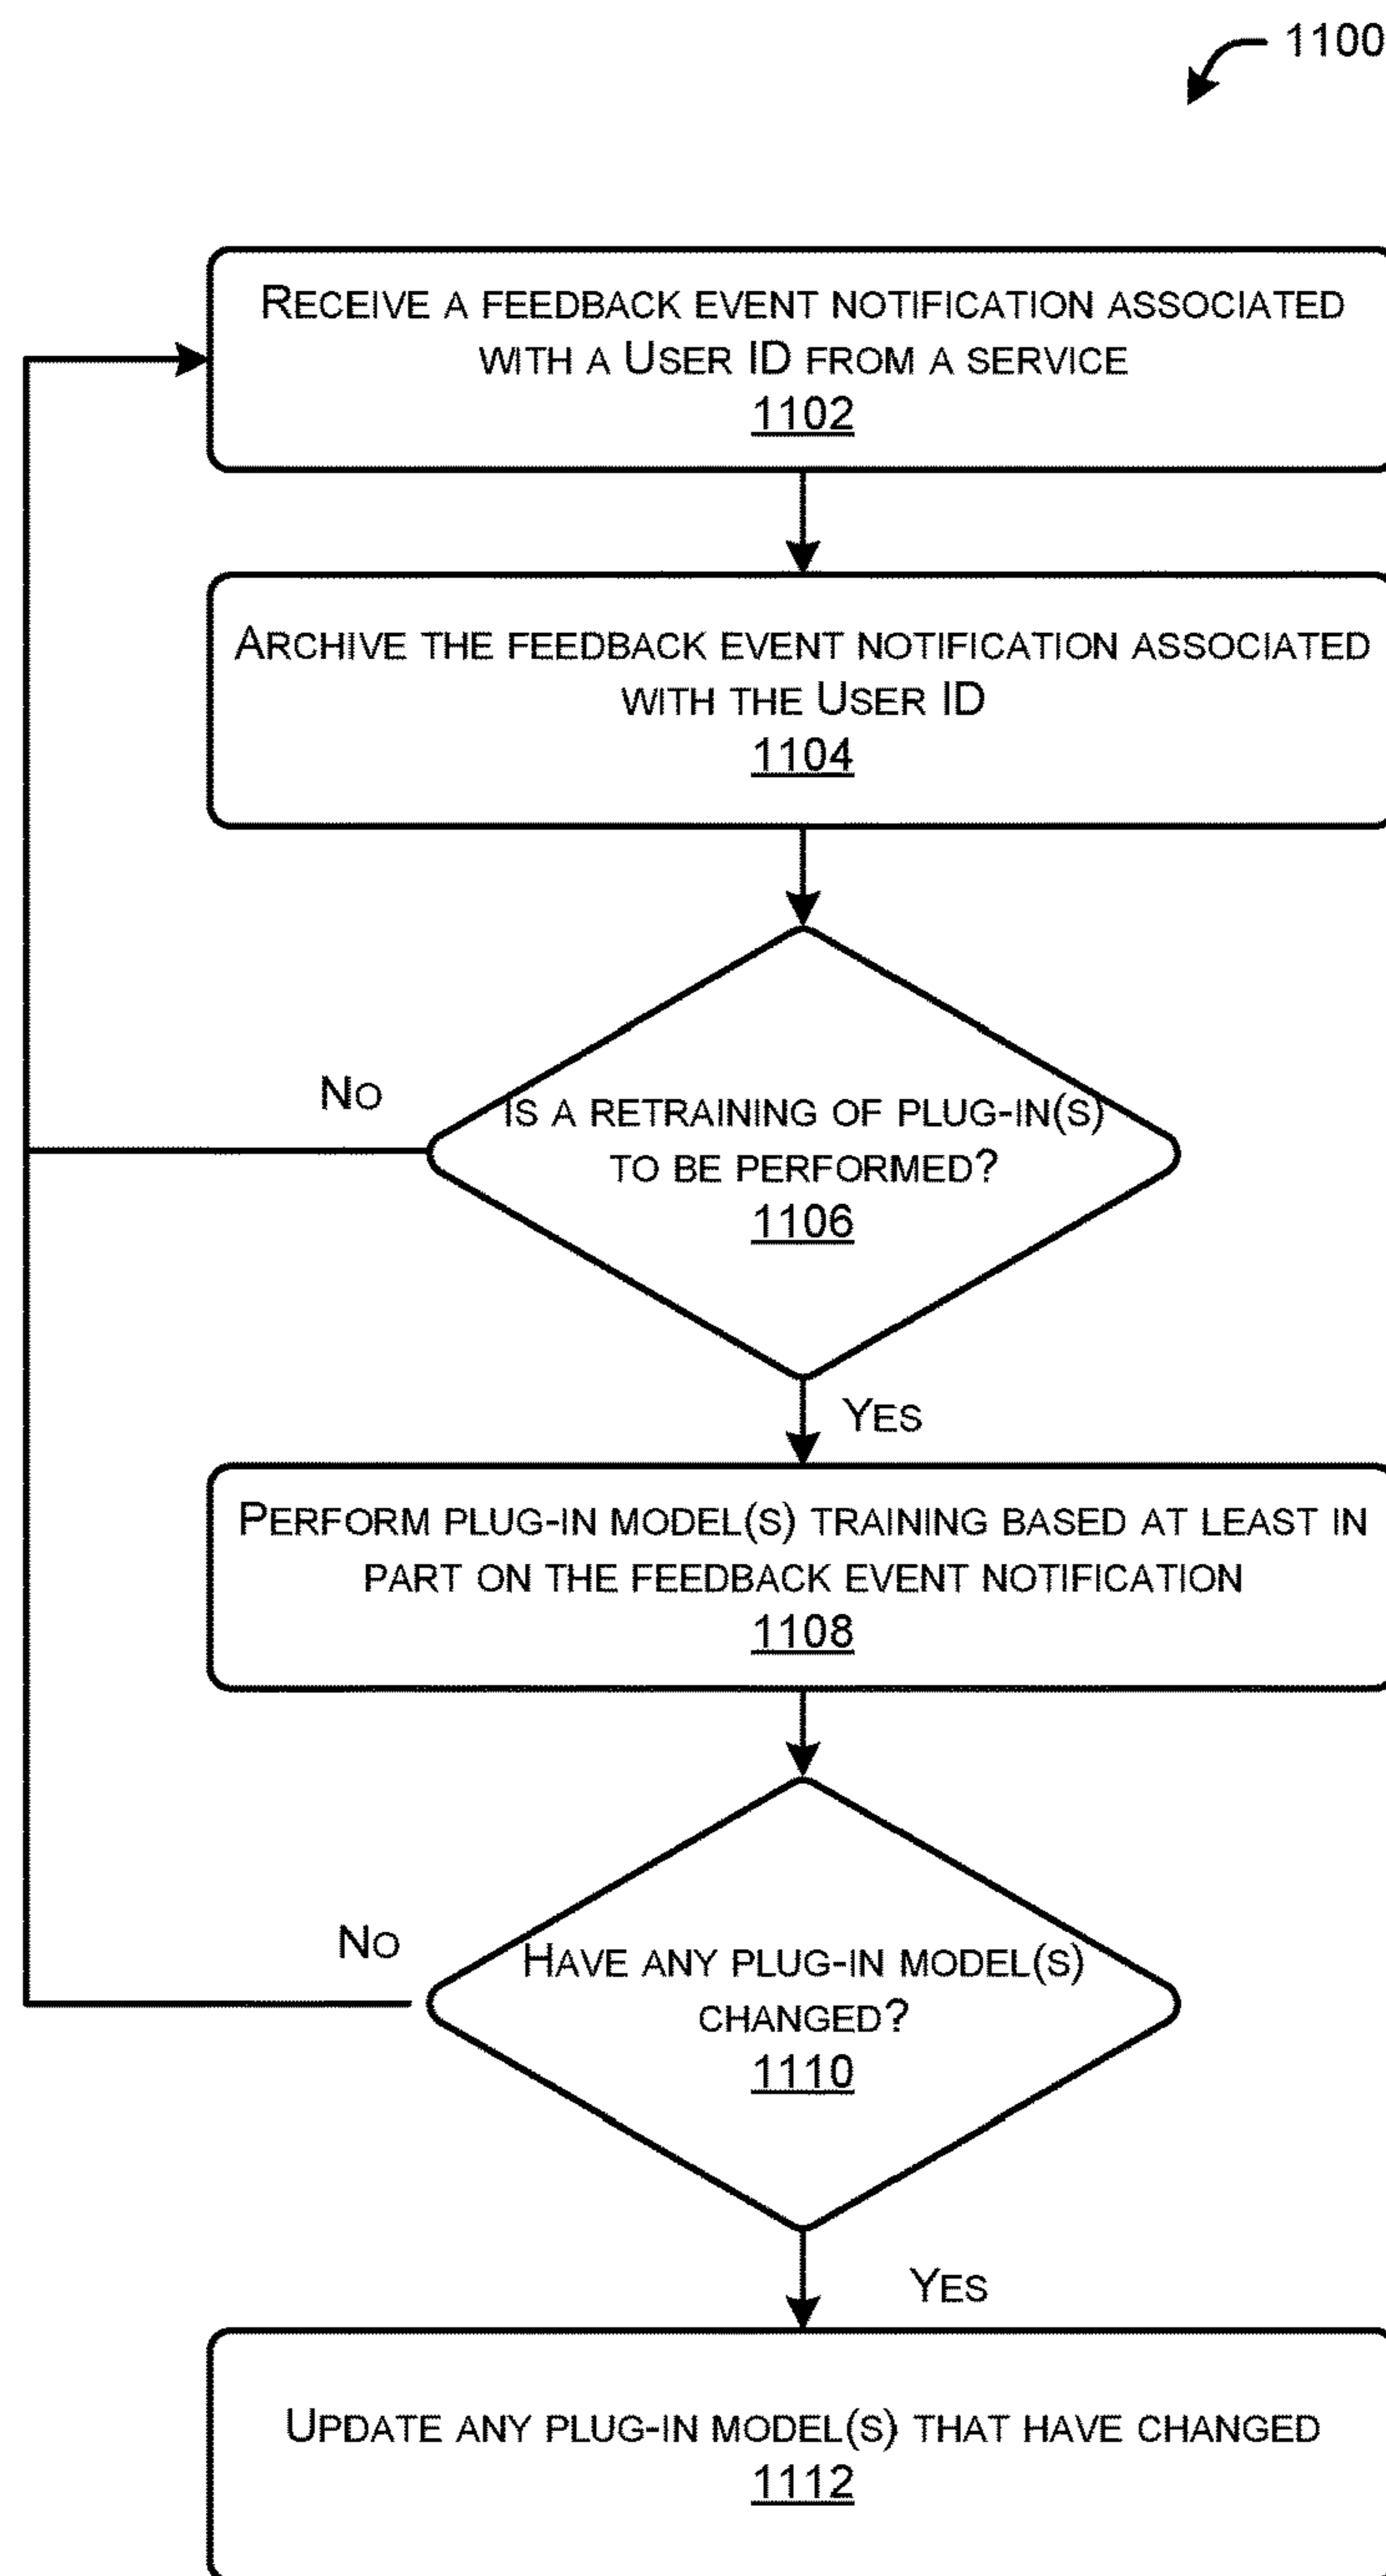 1100
RECEIVE A FEEDBACK EVENT NOTIFICATION ASSOCIATED
WITH A USER ID FROM A SERVICE
1102
ARCHIVE THE FEEDBACK EVENT NOTIFICATION ASSOCIATED
WITH THE USER ID
1104
NO
IS A RETRAINING OF PLUG-IN(S)
TO BE PERFORMED?
1106
YES
PERFORM PLUG-IN MODEL(S) TRAINING BASED AT LEAST IN
PART ON THE FEEDBACK EVENT NOTIFICATION
1108
NO
HAVE ANY PLUG-IN MODEL(S)
CHANGED?
1110
YES
UPDATE ANY PLUG-IN MODEL(S) THAT HAVE CHANGED
1112